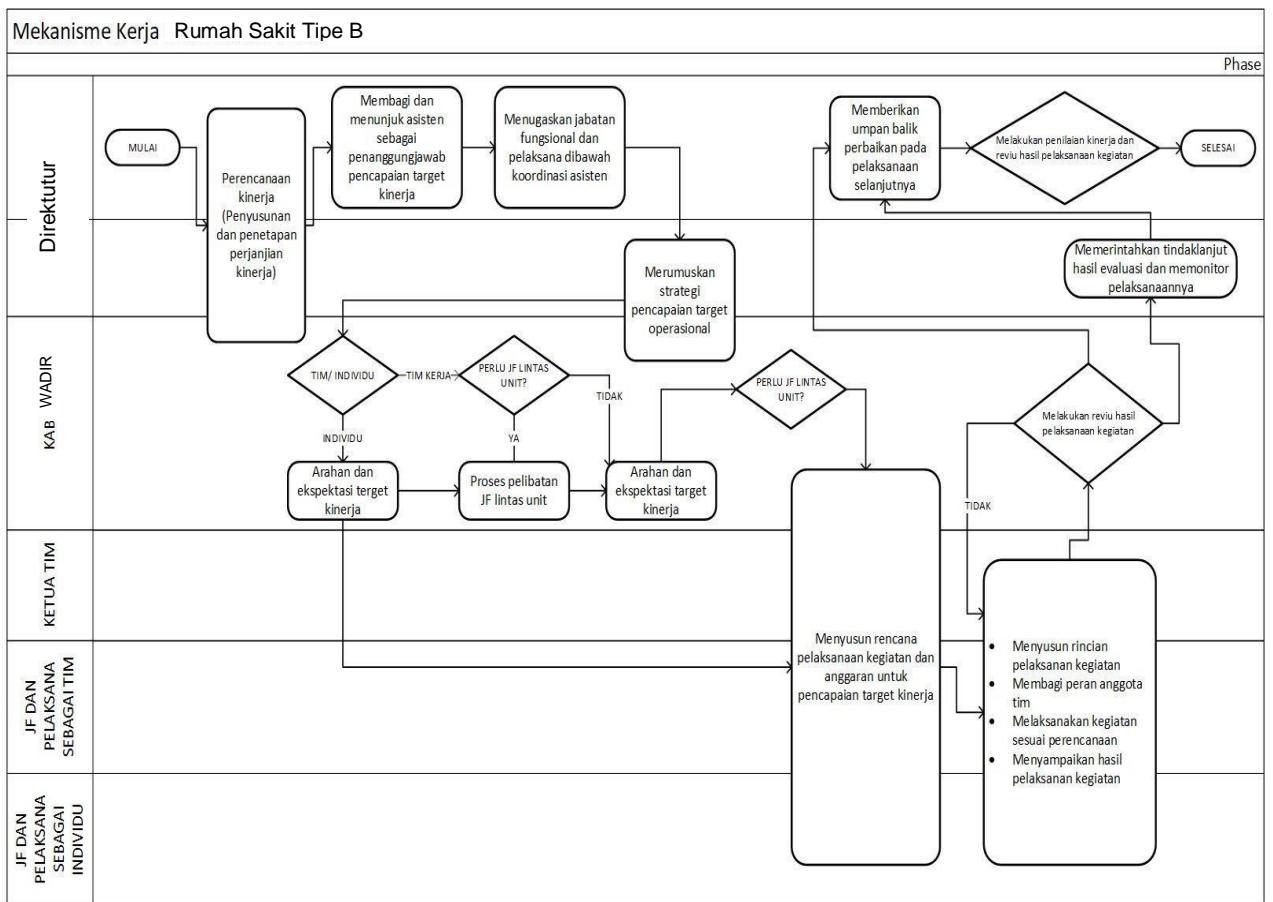 Mekanisme Kerja Rumah Sakit Tipe B
Phase
Direktutur
MULAI
Perencanaan
kinerja
(Penyusunan
dan penetapan
perjanjian
kinerja)
Membagi dan
menunjuk asisten
sebagai
penanggungjawab
pencapaian target
kinerja
Menugaskan jabatan
fungsional dan
pelaksana dibawah
koordinasi asisten
Merumuskan
strategi
pencapaian target
operasional
Memberikan
umpan balik
perbaikan pada
pelaksanaan
selanjutnya
Melakukan penilaian kinerja dan
reviu hasil pelaksanaan kegiatan
SELESAI
Memerintahkan tindaklanjut
hasil evaluasi dan memonitor
pelaksanaannya
KAB WADIR
TIM/ INDIVIDU
TIM KERJA
PERLU JF LINTAS
UNIT?
TIDAK
INDIVIDU
YA
Arahan dan
ekspektasi terget
kinerja
Proses pelibatan
JF lintas unit
Arahan dan
ekspektasi target
kinerja
PERLU JF LINTAS
UNIT?
Melakukan reviu hasil
pelaksanaan kegiatan
TIDAK
KETUA TIM
JF DAN
PELAKSANA
SEBAGAI TIM
Menyusun rencana
pelaksanaan kegiatan dan
anggaran untuk
pencapaian target kinerja
• Menyusun rincian
pelaksanan kegiatan
• Membagi peran anggota
tim
• Melaksanakan kegiatan
sesuai perencanaan
• Menyampaikan hasil
pelaksanan kegiatan
JF DAN
PELAKSANA
SEBAGAI
INDIVIDU